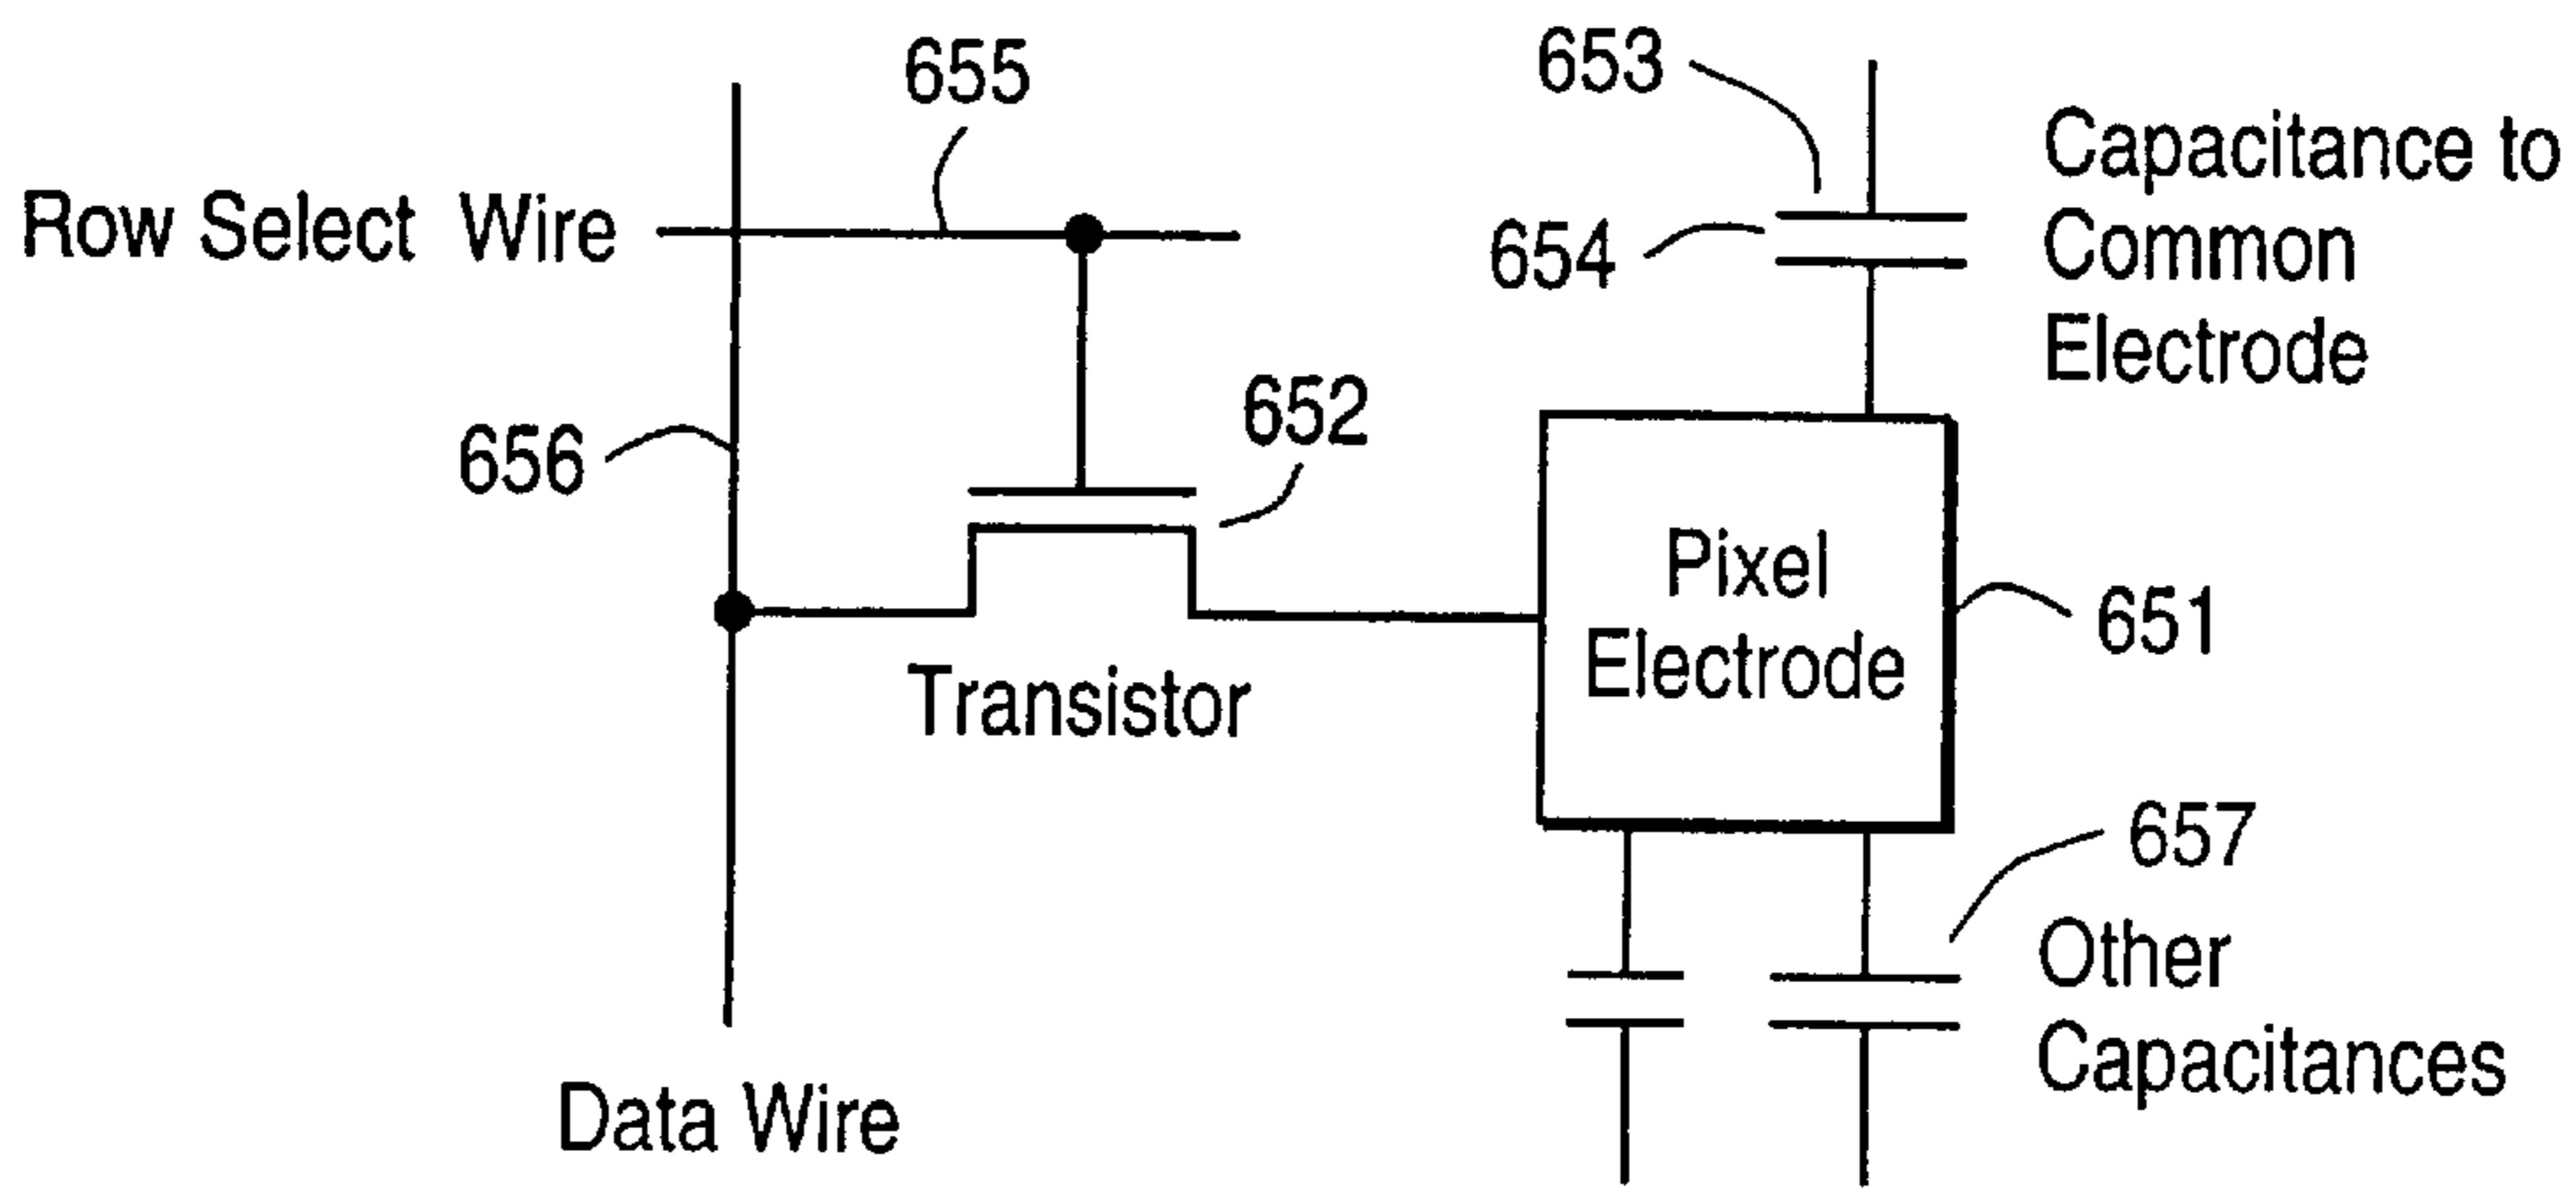 655
653
Capacitance to
Common
Electrode
Row Select Wire
654
652
656
Pixel
Electrode
651
Transistor
657
Other
Capacitances
Data Wire